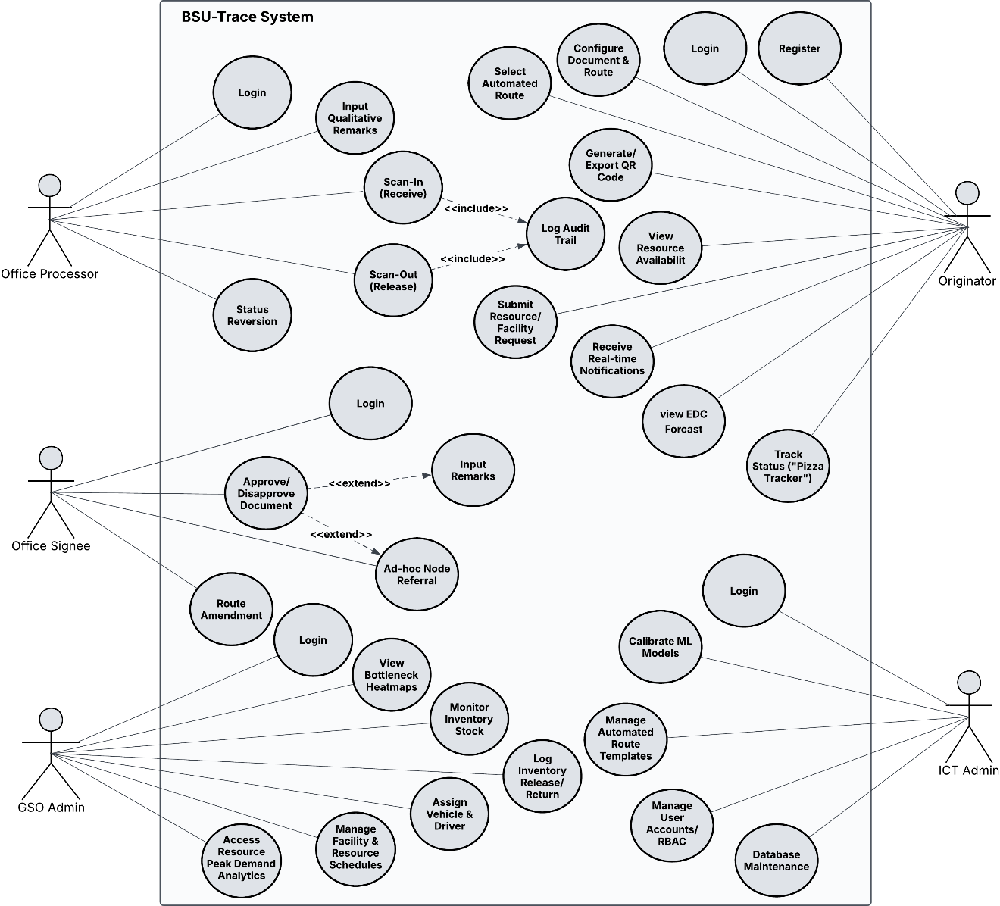 BSU-Trace System
Login
Input
Qualitative
Remarks
Scan-In
(Receive)
<<include>>
Log Audit
Trail
Scan-Out
(Release)
<<include>>
Status
Reversion
Office Processor
Select
Automated
Route
Configure
Document &
Route
Login
Register
Generate/
Export QR
Code
View
Resource
Availabilit
Submit
Resource/
Facility
Request
Receive
Real-time
Notifications
view EDC
Forcast
Track
Status ("Pizza
Tracker")
Originator
Login
Approve/
Disapprove
Document
<<extend>>
Input
Remarks
<<extend>>
Ad-hoc Node
Referral
Route
Amendment
Office Signee
Login
View
Bottleneck
Heatmaps
Monitor
Inventory
Stock
Log
Inventory
Release/
Return
Assign
Vehicle &
Driver
Manage
Facility &
Resource
Schedules
Access
Resource
Peak Demand
Analytics
GSO Admin
Login
Calibrate ML
Models
Manage
Automated
Route
Templates
Manage
User
Accounts/
RBAC
Database
Maintenance
ICT Admin